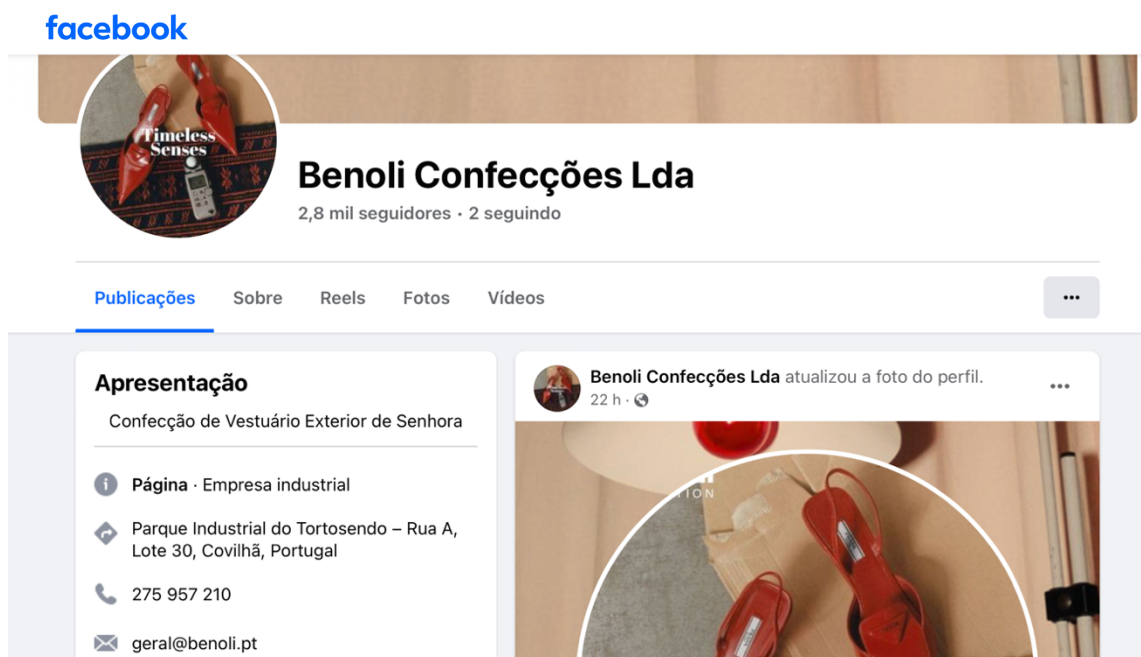 facebook
Timeless
Senses
Benoli Confecções Lda
2,8 mil seguidores · 2 seguindo
Publicações
Sobre
Reels
Fotos
Vídeos
Apresentação
Confecção de Vestuário Exterior de Senhora
Página · Empresa industrial
Parque Industrial do Tortosendo – Rua A,
Lote 30, Covilhã, Portugal
275 957 210
geral@benoli.pt
Benoli Confecções Lda atualizou a foto do perfil.
22 h ·